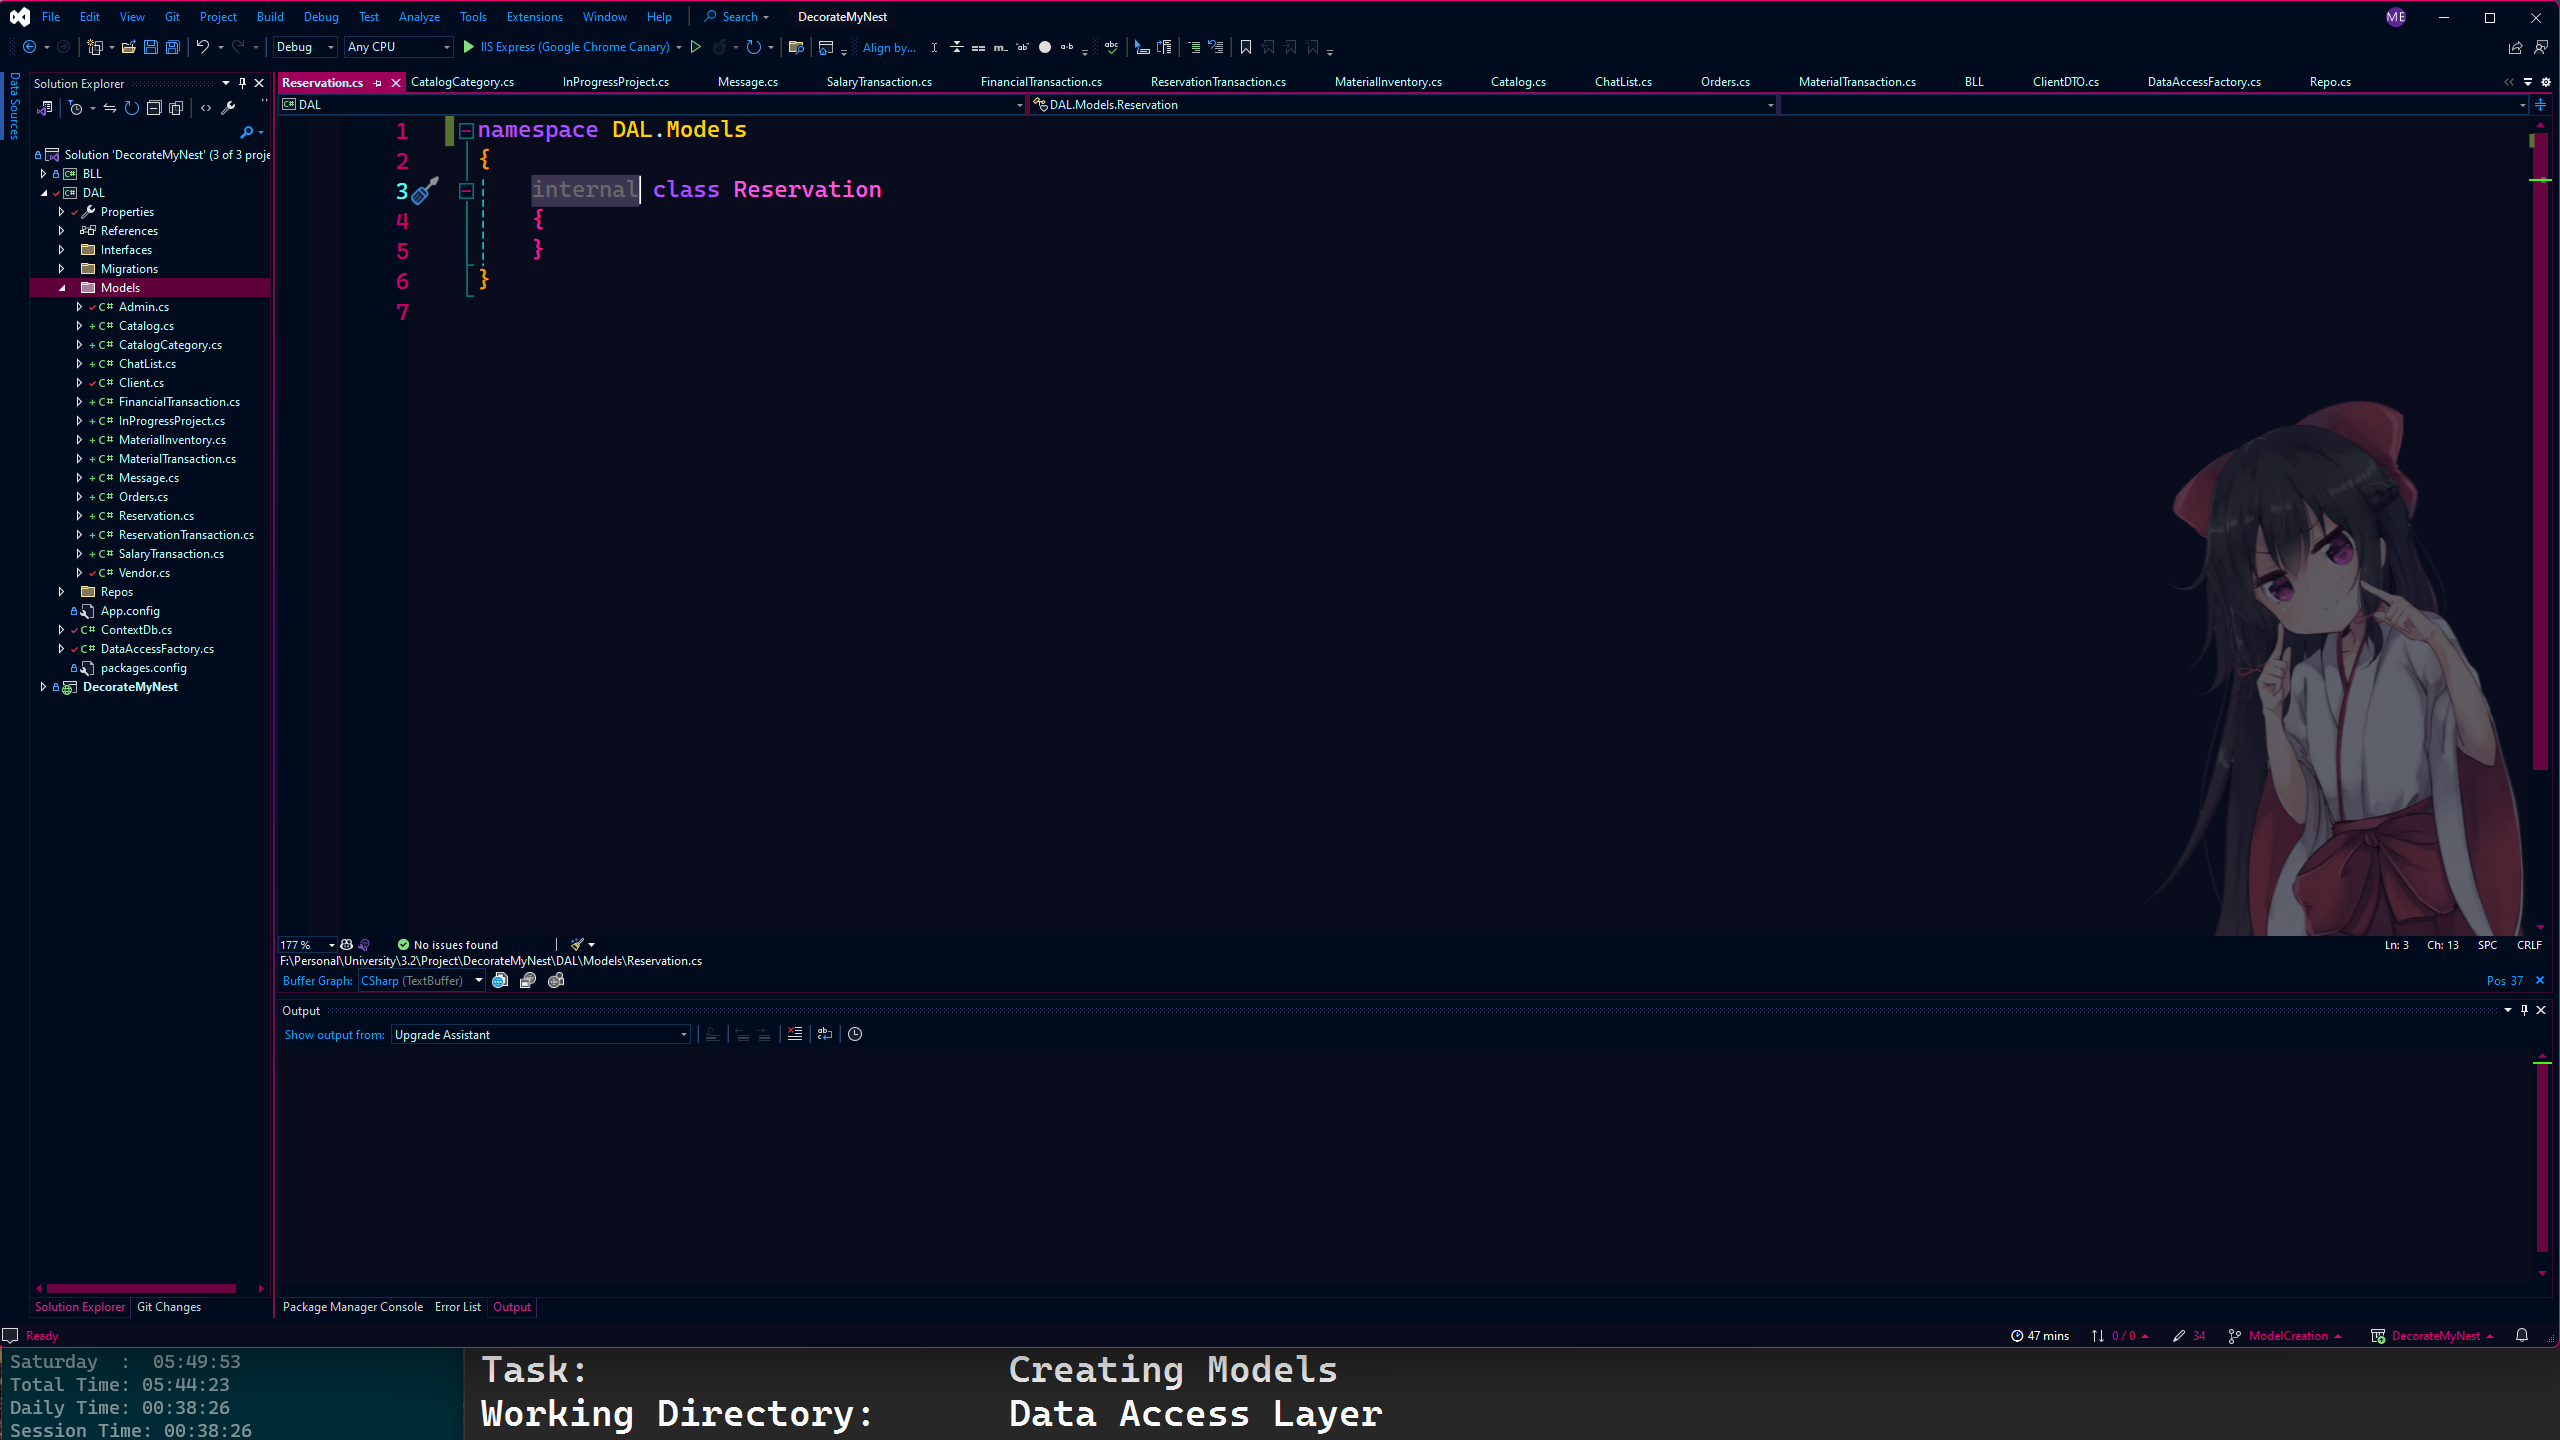 File Edit View Git Project Build Debug Test Analyze Tools Extensions Window Help Search DecorateMyNest ME
Debug Any CPU IIS Express (Google Chrome Canary) Align by...
Data Sources
Solution Explorer
Reservation.cs CatalogCategory.cs InProgressProject.cs Message.cs SalaryTransaction.cs FinancialTransaction.cs ReservationTransaction.cs MaterialInventory.cs Catalog.cs ChatList.cs Orders.cs MaterialTransaction.cs BLL ClientDTO.cs DataAccessFactory.cs Repo.cs
DAL DAL.Models.Reservation
Solution 'DecorateMyNest' (3 of 3 proje
BLL
DAL
Properties
References
Interfaces
Migrations
Models
C# Admin.cs
C# Catalog.cs
C# CatalogCategory.cs
C# ChatList.cs
C# Client.cs
C# FinancialTransaction.cs
C# InProgressProject.cs
C# MaterialInventory.cs
C# MaterialTransaction.cs
C# Message.cs
C# Orders.cs
C# Reservation.cs
C# ReservationTransaction.cs
C# SalaryTransaction.cs
C# Vendor.cs
Repos
App.config
C# ContextDb.cs
C# DataAccessFactory.cs
packages.config
DecorateMyNest
1 namespace DAL.Models
2 {
3 internal class Reservation
4 {
5 }
6 }
7
177 % No issues found Ln: 3 Ch: 13 SPC CRLF
F:\Personal\University\3.2\Project\DecorateMyNest\DAL\Models\Reservation.cs
Buffer Graph: CSharp (TextBuffer) Pos 37
Output
Show output from: Upgrade Assistant
Solution Explorer Git Changes
Package Manager Console Error List Output
Ready 47 mins 0 / 0 34 ModelCreation DecorateMyNest
Saturday : 05:49:53
Total Time: 05:44:23
Daily Time: 00:38:26
Session Time: 00:38:26
Task: Creating Models
Working Directory: Data Access Layer